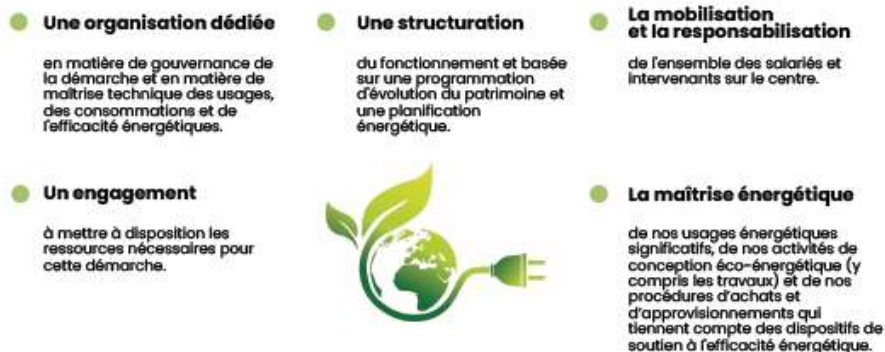 Une organisation dédiée
en matière de gouvernance de
la démarche et en matière de
maîtrise technique des usages,
des consommations et de
l'efficacité énergétiques.
Une structuration
du fonctionnement et basée
sur une programmation
d'évolution du patrimoine et
une planification
énergétique.
La mobilisation
et la responsabilisation
de l'ensemble des salariés et
intervenants sur le centre.
Un engagement
à mettre à disposition les
ressources nécessaires pour
cette démarche.
La maîtrise énergétique
de nos usages énergétiques
significatifs, de nos activités de
conception éco-énergétique (y
compris les travaux) et de nos
procédures d'achats et
d'approvisionnements qui
tiennent compte des dispositifs de
soutien à l'efficacité énergétique.